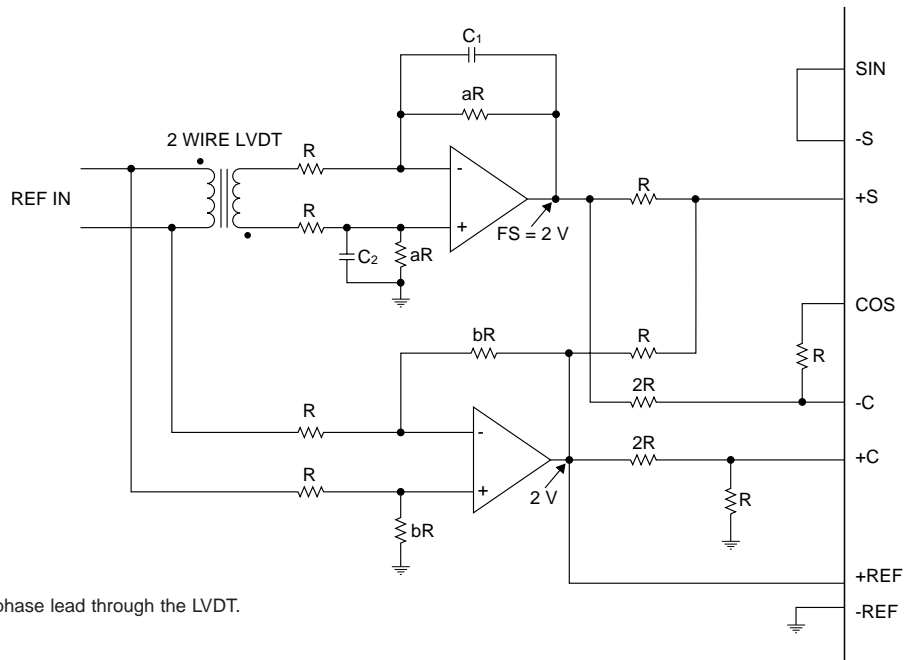 C1
SIN
aR
2 WIRE LVDT
R
-S
REF IN
-
R
+S
R
+
FS = 2 V
C2
aR
COS
bR
R
R
2R
-C
R
-
2R
+C
R
+
2 V
R
bR
+REF
phase lead through the LVDT.
-REF